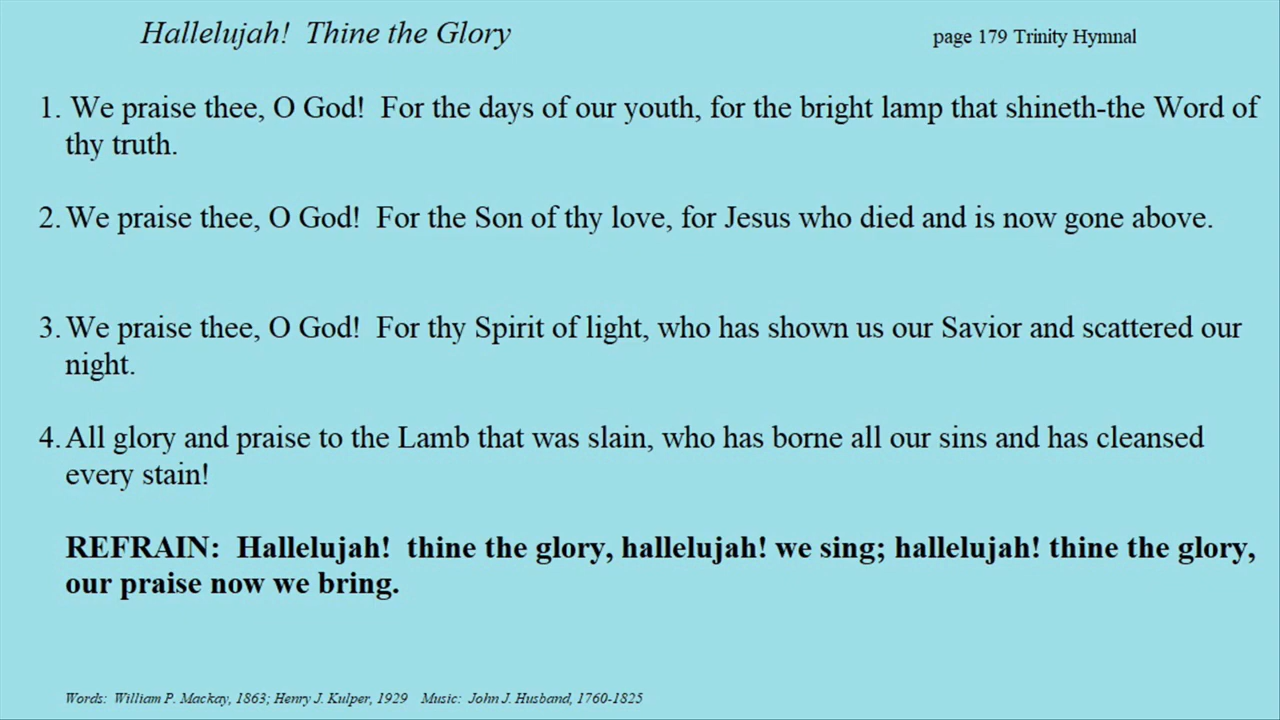 Hallelujah!  Thine the Glory
page 179 Trinity Hymnal
1. We praise thee, O God!  For the days of our youth, for the bright lamp that shineth-the Word of
thy truth.
2. We praise thee, O God!  For the Son of thy love, for Jesus who died and is now gone above.
3. We praise thee, O God!  For thy Spirit of light, who has shown us our Savior and scattered our
night.
4. All glory and praise to the Lamb that was slain, who has borne all our sins and has cleansed
every stain!
REFRAIN:  Hallelujah!  thine the glory, hallelujah! we sing; hallelujah! thine the glory,
our praise now we bring.
Words:  William P. Mackay, 1863; Henry J. Kulper, 1929    Music:  John J. Husband, 1760-1825